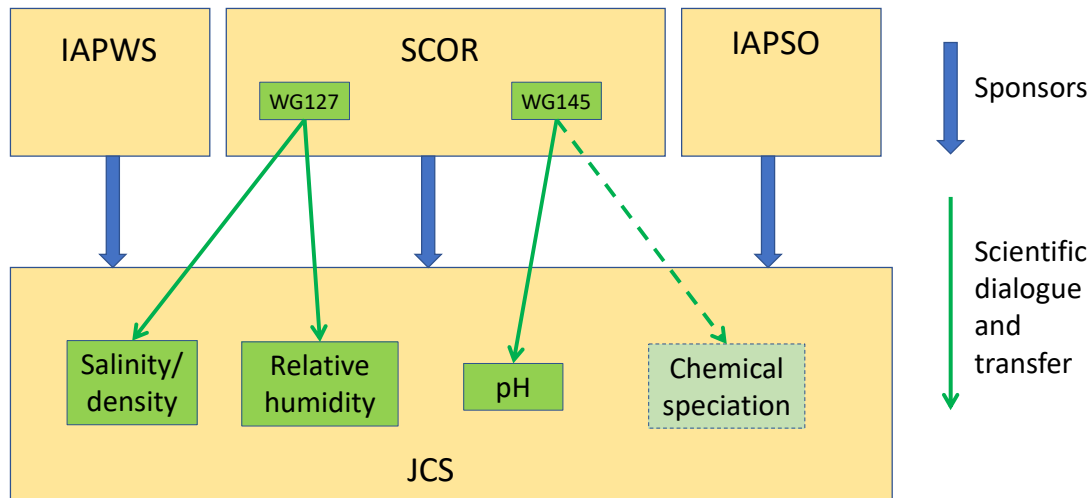 IAPWS
SCOR
IAPSO
WG127
WG145
Sponsors
Scientific
dialogue
and
transfer
Salinity/
density
Relative
humidity
pH
Chemical
speciation
JCS